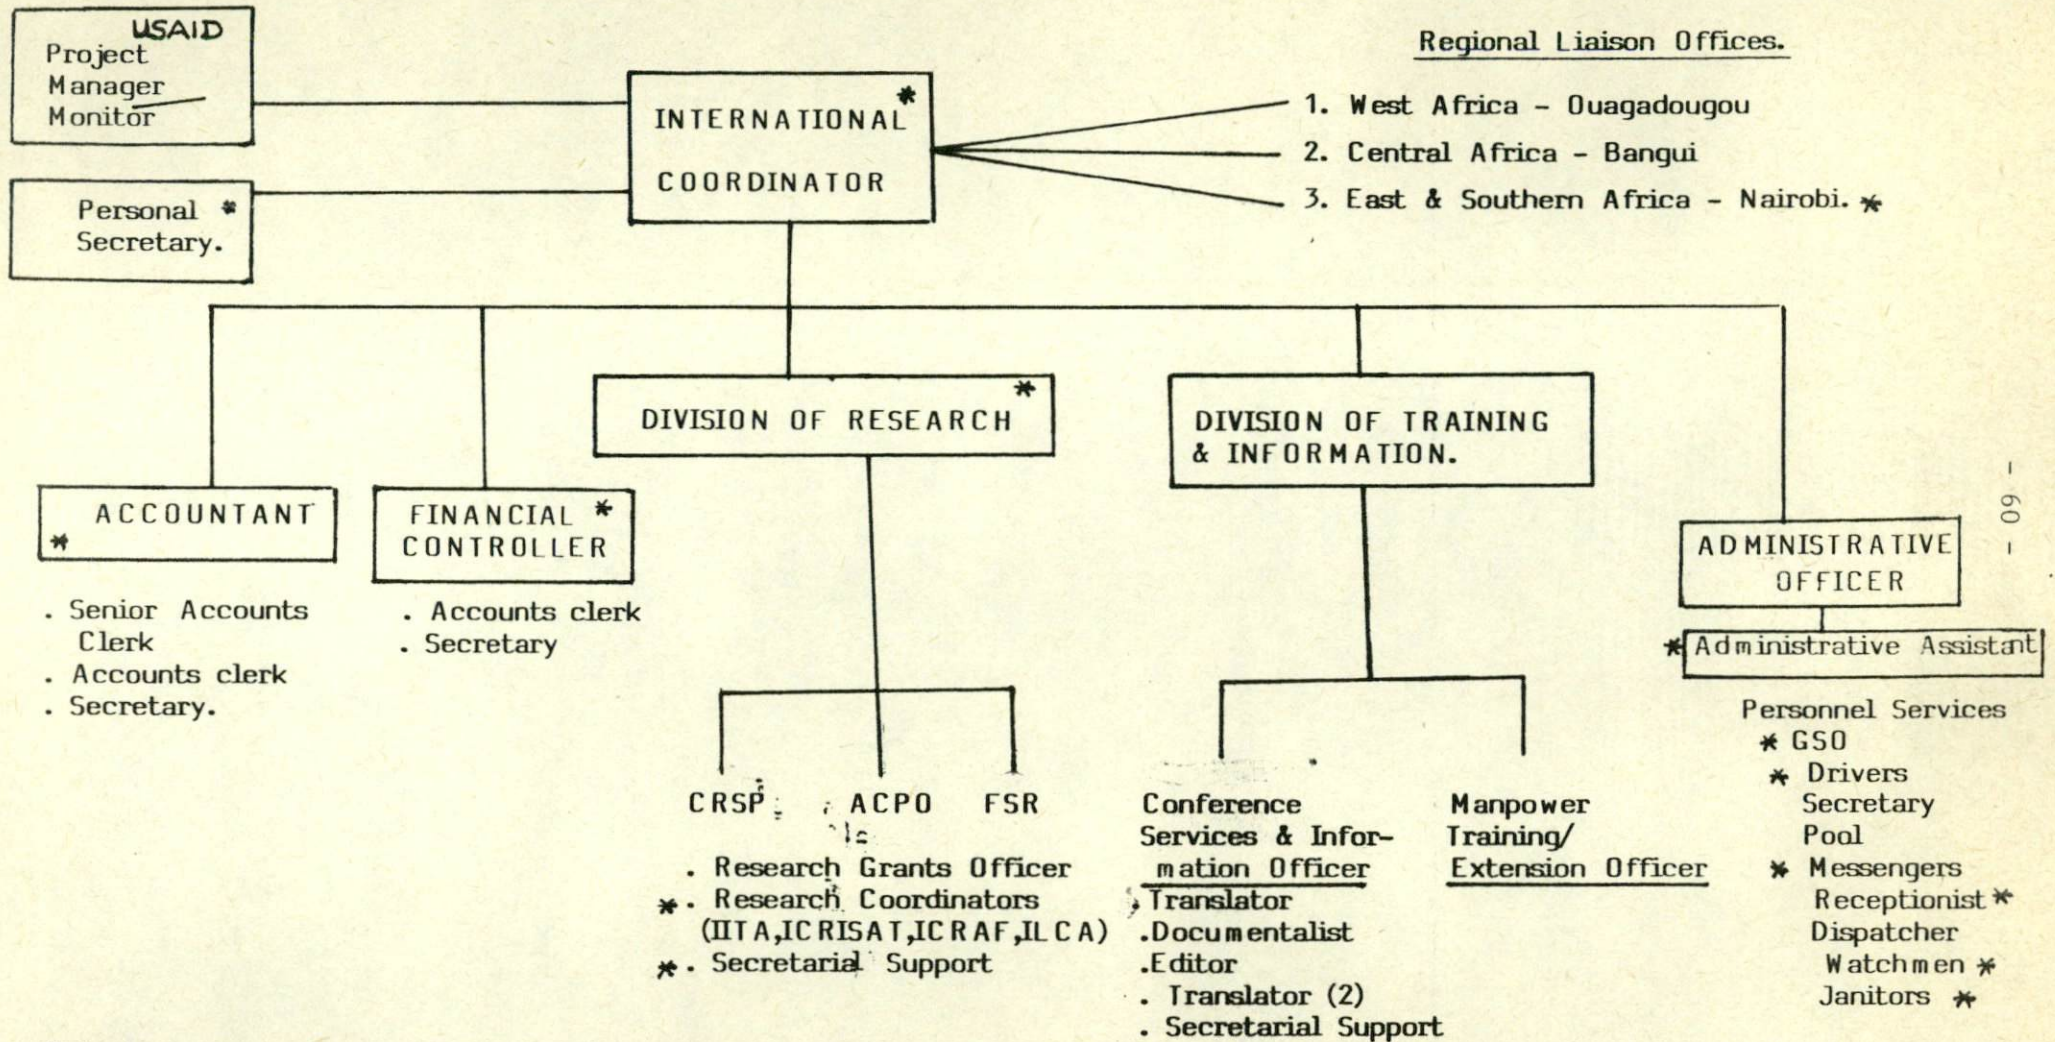 USAID
Project
Manager
Monitor
Personal *
Secretary.
INTERNATIONAL *
COORDINATOR
Regional Liaison Offices.
1. West Africa - Ouagadougou
2. Central Africa - Bangui
3. East & Southern Africa - Nairobi. *
ACCOUNTANT
*
. Senior Accounts
Clerk
. Accounts clerk
. Secretary.
FINANCIAL *
CONTROLLER
. Accounts clerk
. Secretary
DIVISION OF RESEARCH *
CRSP ACPO FSR
. Research Grants Officer
* . Research Coordinators
(IITA,ICRISAT,ICRAF,ILCA)
* . Secretarial Support
DIVISION OF TRAINING
& INFORMATION.
Conference
Services & Infor-
mation Officer
. Translator
.Documentalist
.Editor
. Translator (2)
. Secretarial Support
Manpower
Training/
Extension Officer
ADMINISTRATIVE
OFFICER
* Administrative Assistant
Personnel Services
* GSO
* Drivers
Secretary
Pool
* Messengers
Receptionist *
Dispatcher
Watchmen *
Janitors *
- 60 -